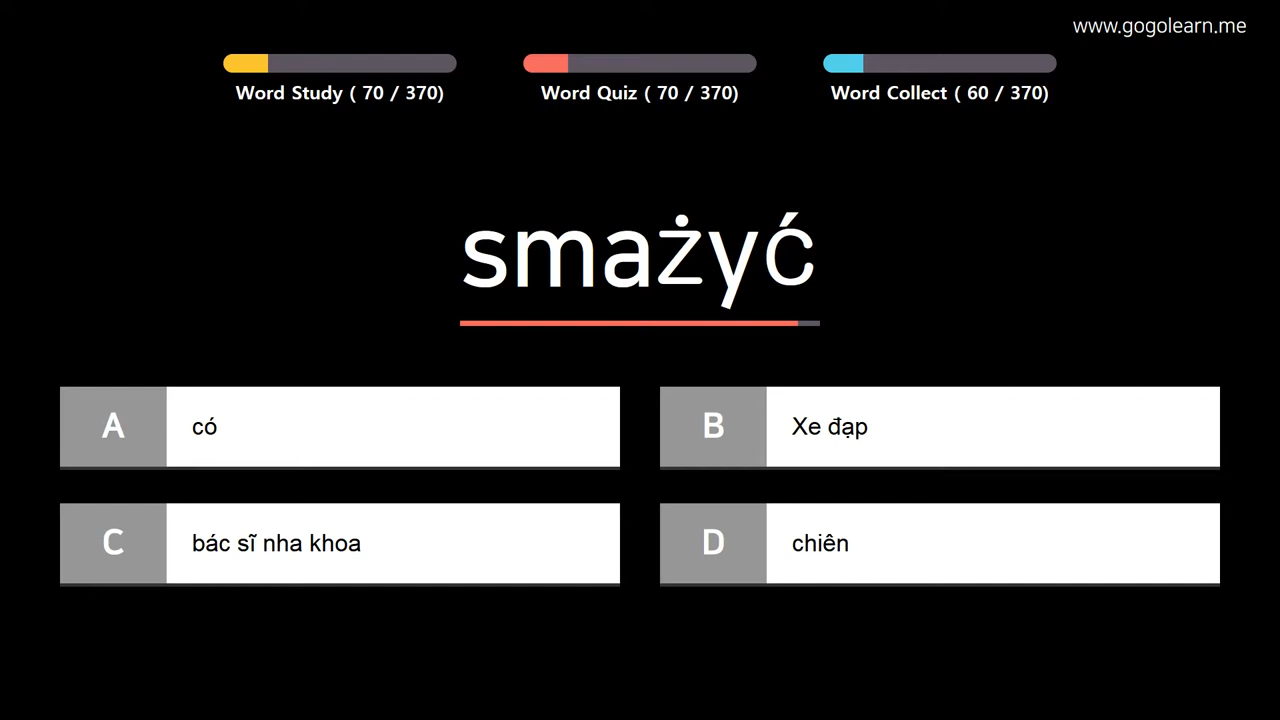 www.gogolearn.me
Word Study ( 70 / 370)
Word Quiz ( 70 / 370)
Word Collect ( 60 / 370)
smażyć
A có
B Xe đạp
C bác sĩ nha khoa
D chiên